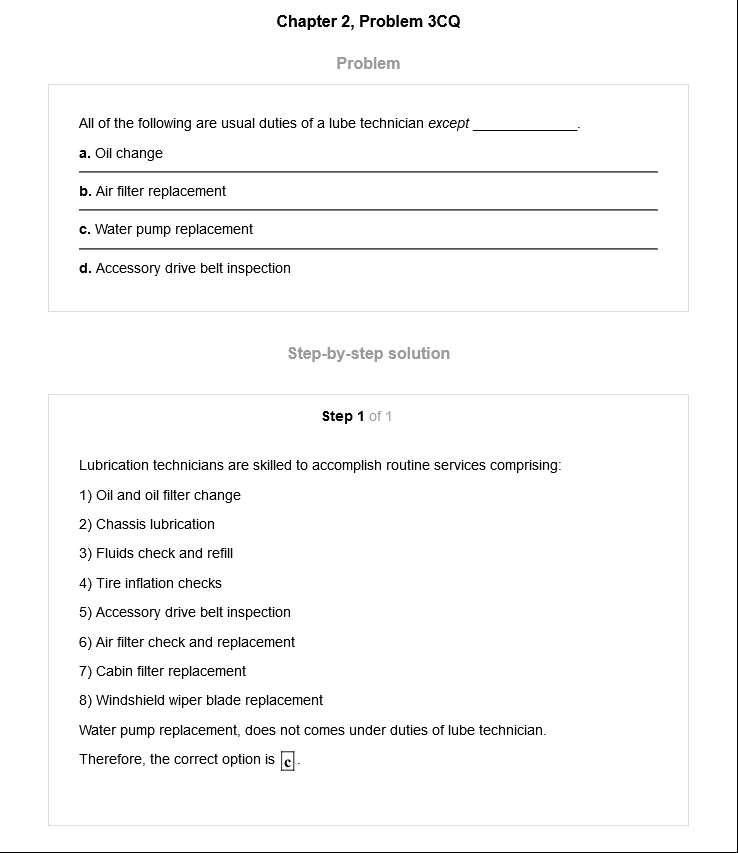 Chapter 2, Problem 3CQ
Problem
All of the following are usual duties of a lube technician except ______________.
a. Oil change
b. Air filter replacement
c. Water pump replacement
d. Accessory drive belt inspection
Step-by-step solution
Step 1 of 1
Lubrication technicians are skilled to accomplish routine services comprising:
1) Oil and oil filter change
2) Chassis lubrication
3) Fluids check and refill
4) Tire inflation checks
5) Accessory drive belt inspection
6) Air filter check and replacement
7) Cabin filter replacement
8) Windshield wiper blade replacement
Water pump replacement, does not comes under duties of lube technician.
Therefore, the correct option is c.